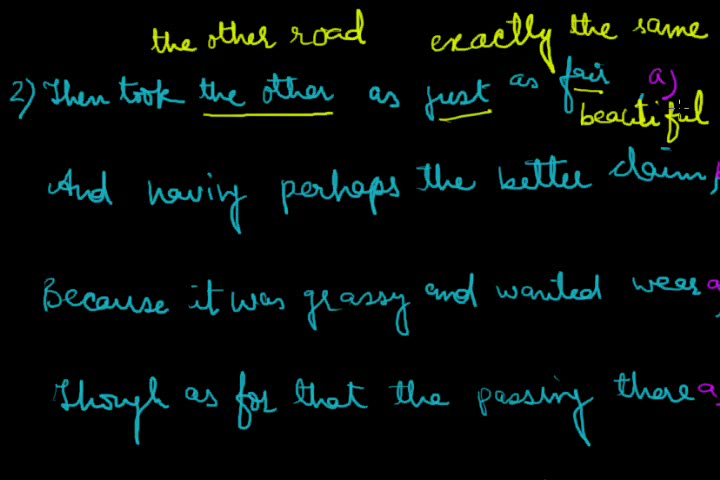 the other road exactly the same
2) Then took the other as just as fair a)
beautiful
And having perhaps the better claim,
Because it was grassy and wanted wear a
Though as for that the passing there a